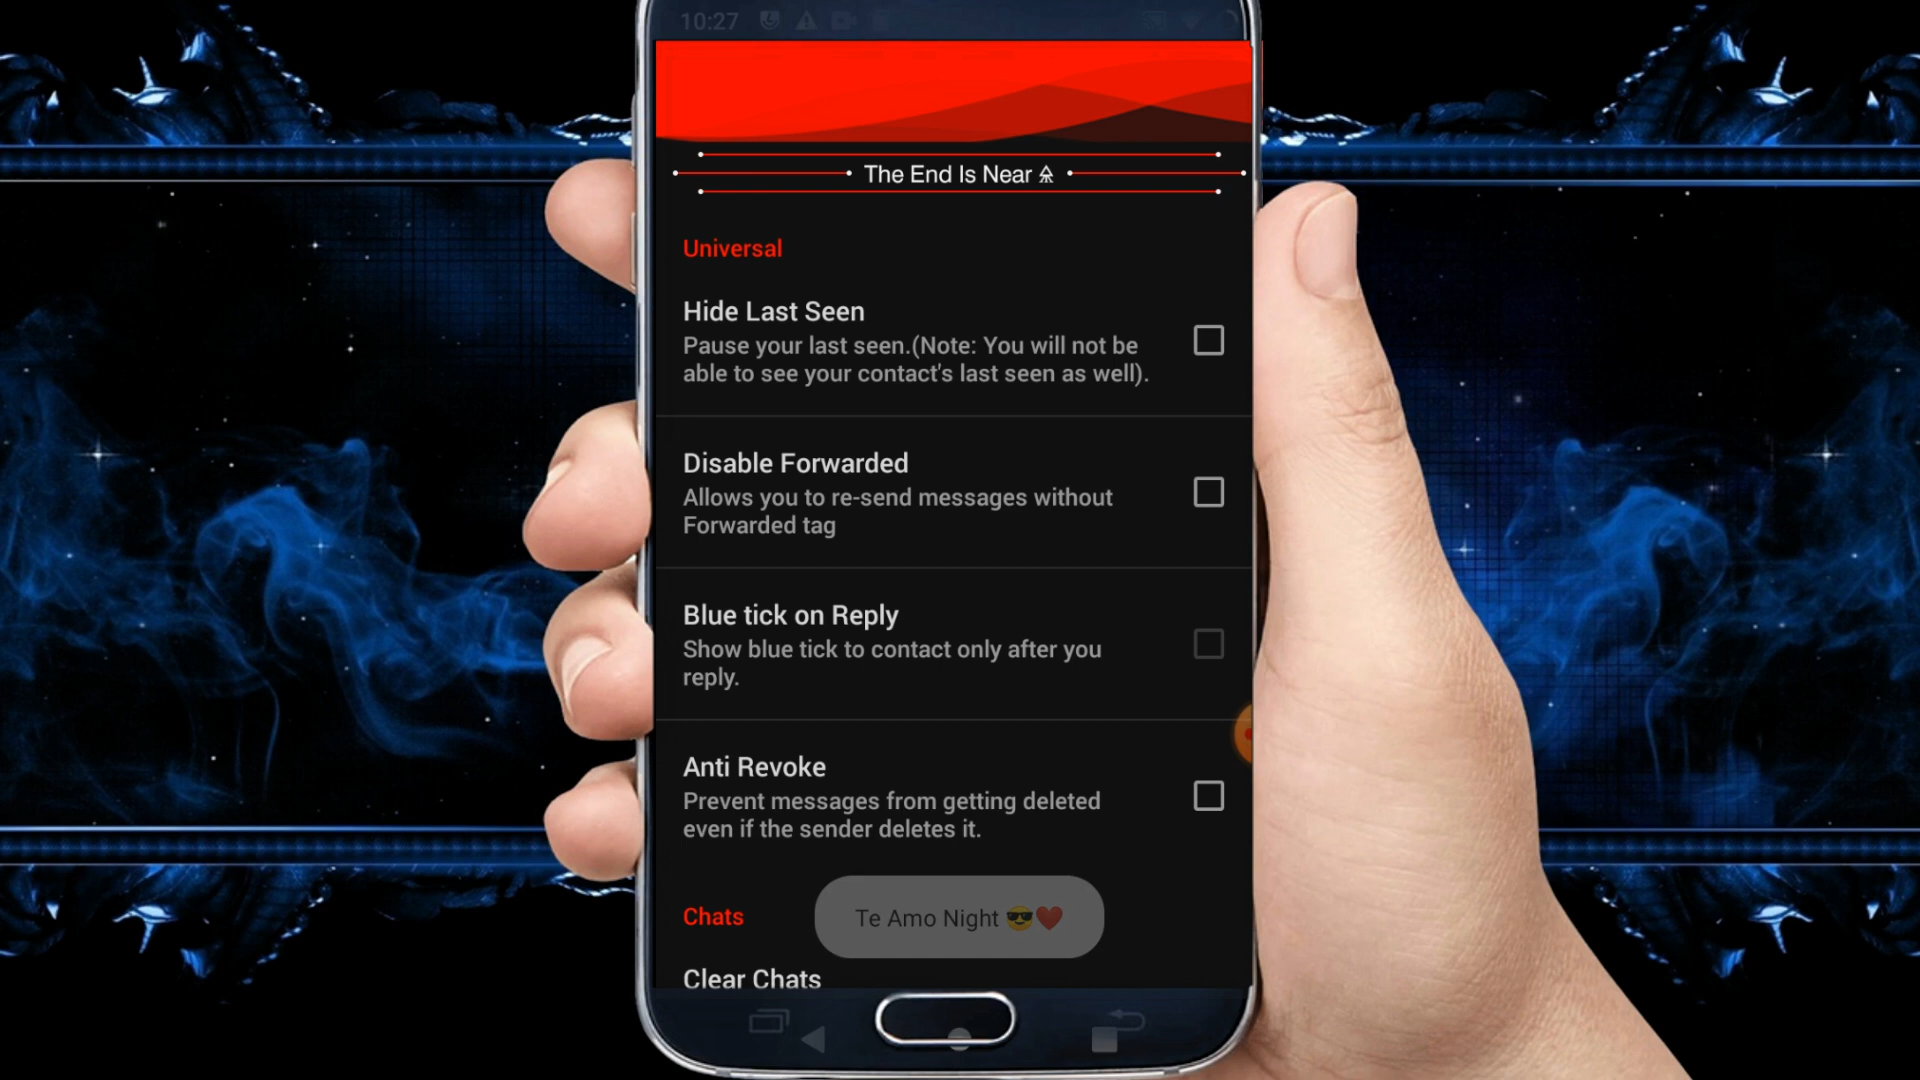 10:27
The End Is Near
Universal
Hide Last Seen
Pause your last seen.(Note: You will not be
able to see your contact's last seen as well).
Disable Forwarded
Allows you to re-send messages without
Forwarded tag
Blue tick on Reply
Show blue tick to contact only after you
reply.
Anti Revoke
Prevent messages from getting deleted
even if the sender deletes it.
Chats
Te Amo Night 😎❤️
Clear Chats